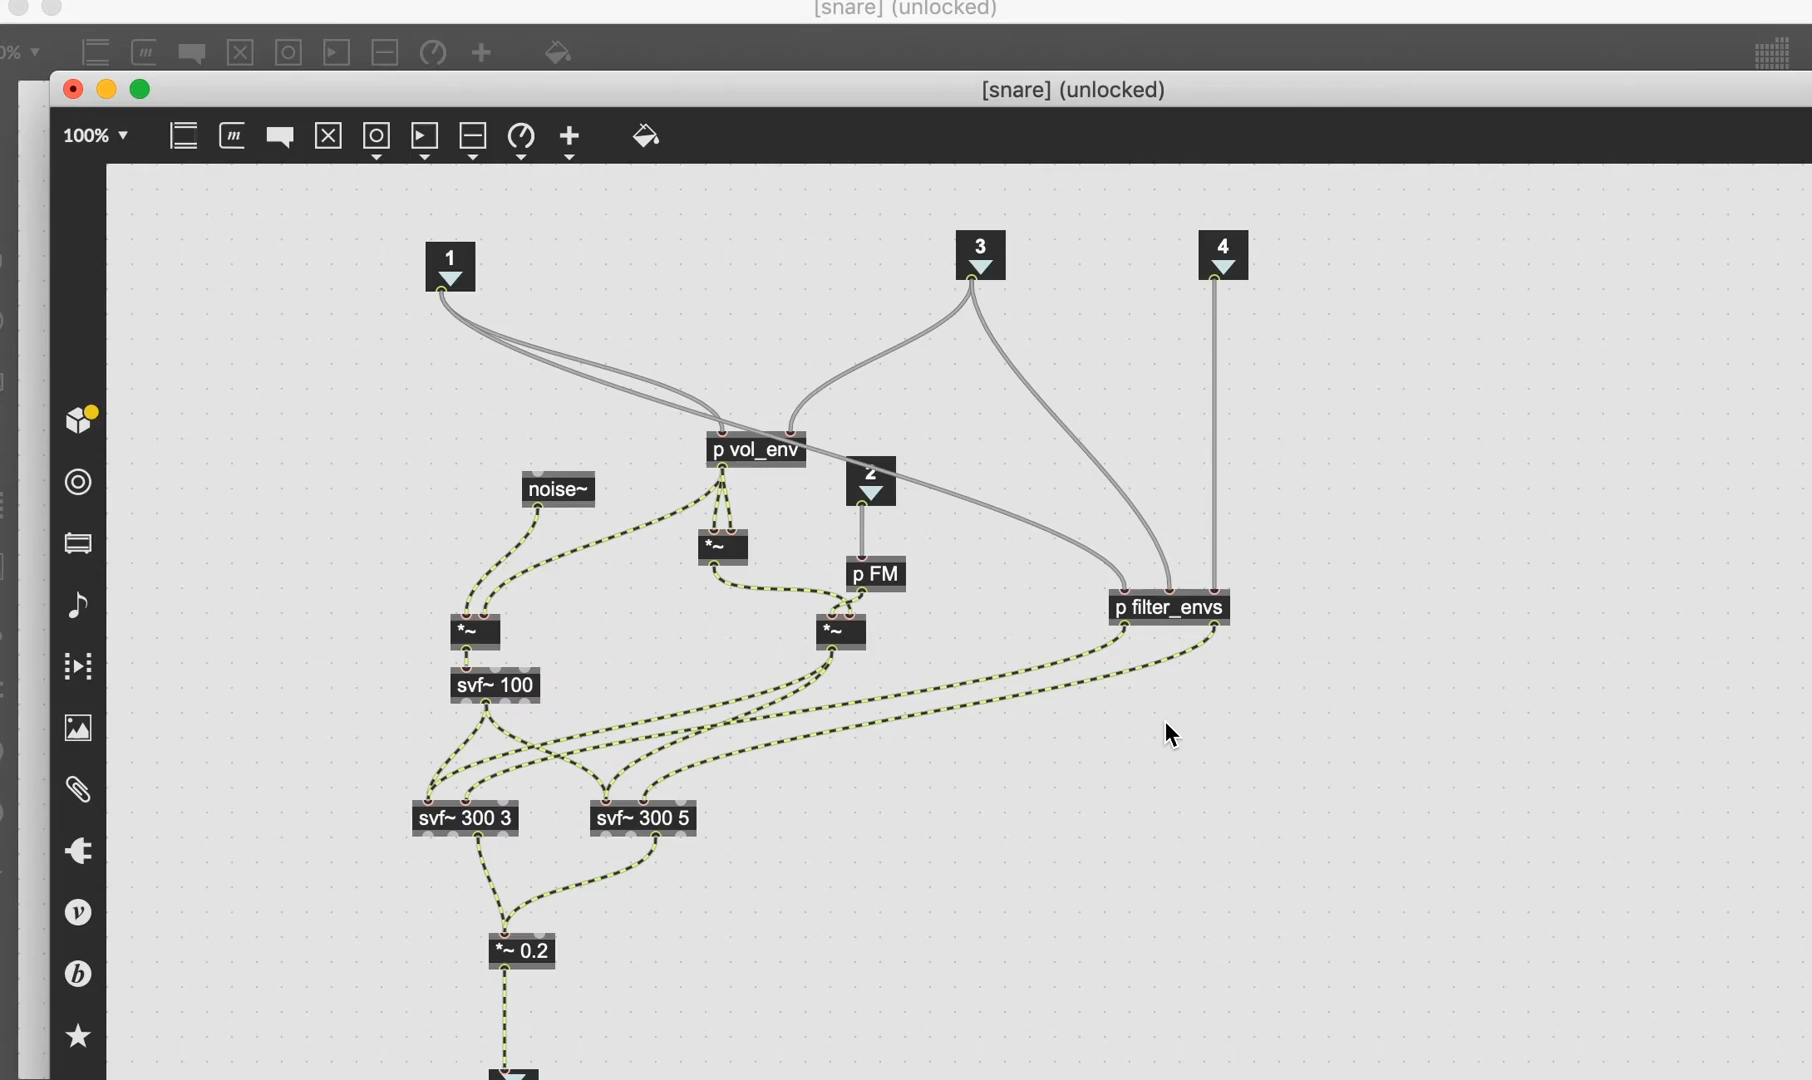 [snare] (unlocked)
0%
[snare] (unlocked)
100%
m
1
3
4
p vol_env
2
noise~
*~
p FM
p filter_envs
*~
*~
svf~ 100
svf~ 300 3
svf~ 300 5
v
*~ 0.2
b